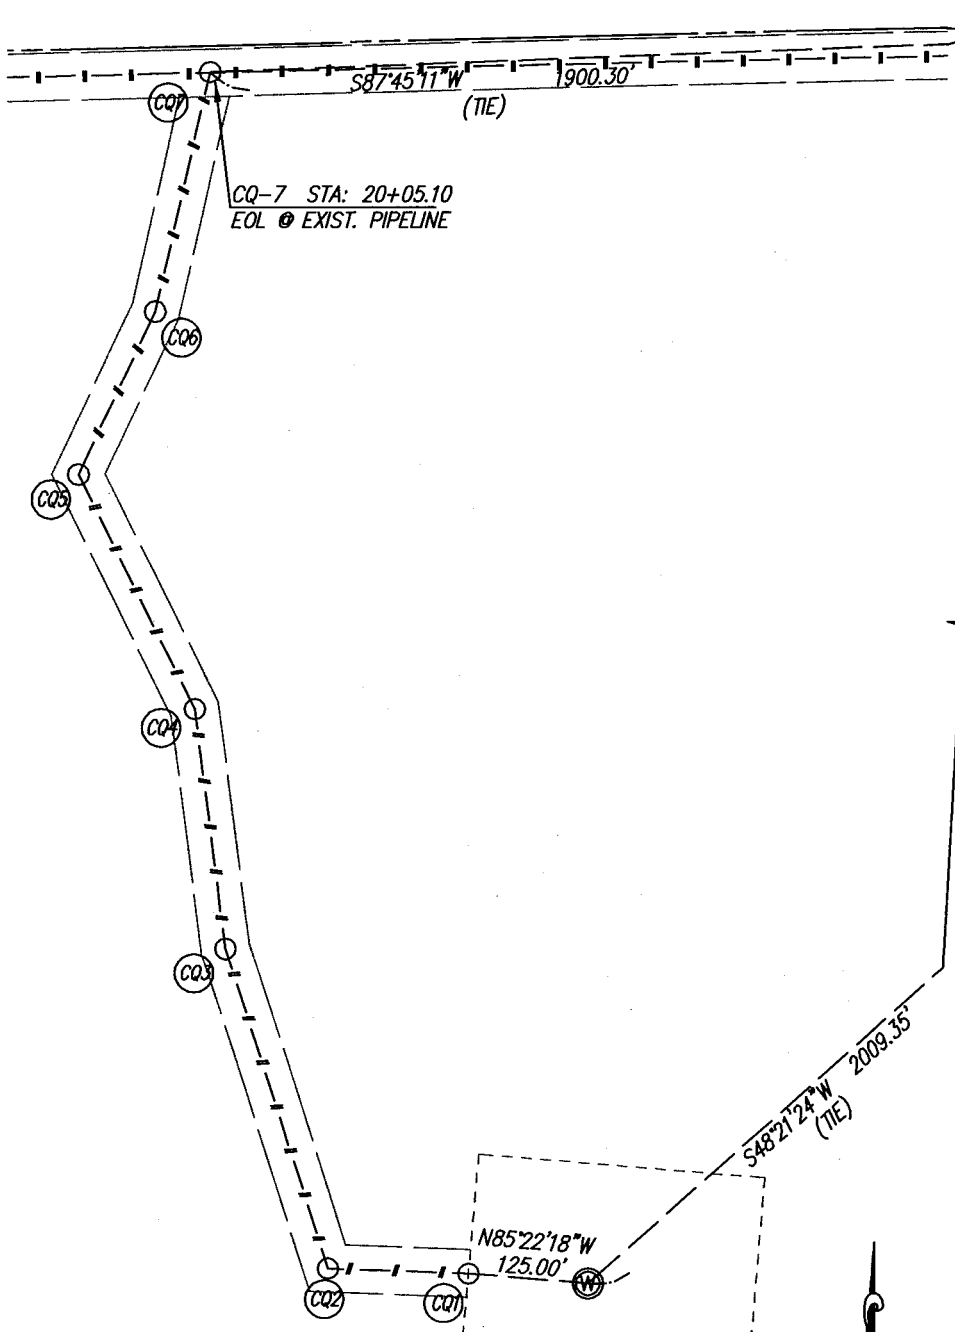 S87°45'11"W 1900.30'
(TIE)
CQ7
CQ-7 STA: 20+05.10
EOL @ EXIST. PIPELINE
CQ6
CQ5
CQ4
CQ3
2009.35'
S48°21'24"W
(TIE)
N85°22'18"W
125.00'
W
CQ2
CQ1